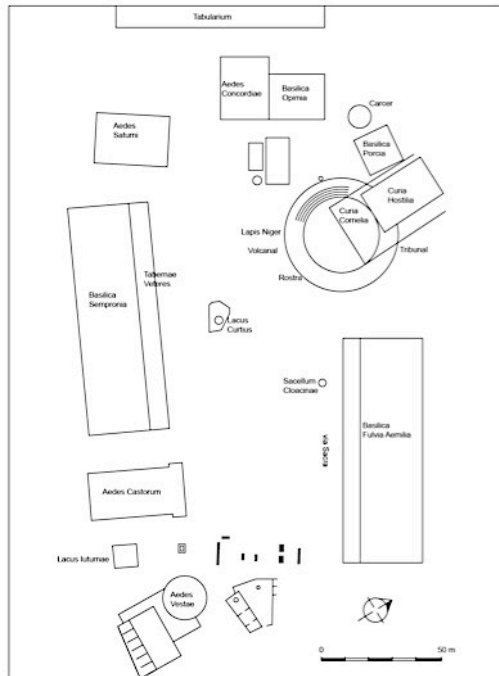 Tabularium
Aedes
Concordiae
Basilica
Opimia
Carcer
Aedes
Saturni
Basilica
Porcia
Curia
Hostilia
Curia
Cornelia
Lapis Niger
Volcanal
Tribunal
Rostra
Tabernae
Veteres
Basilica
Sempronia
Lacus
Curtius
Sacellum
Cloacinae
Basilica
Fulvia Aemilia
via Sacra
Aedes Castorum
Lacus Iuturnae
Aedes
Vestae
0
50 m